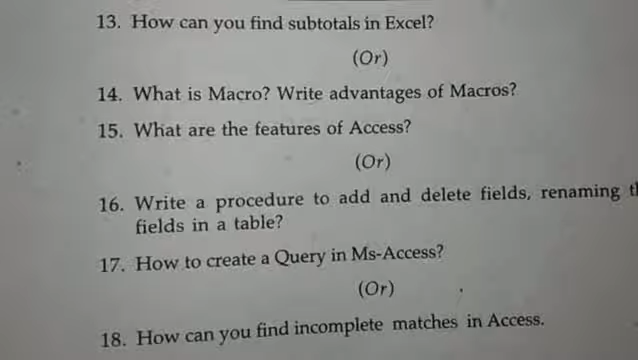 13. How can you find subtotals in Excel?
(Or)
14. What is Macro? Write advantages of Macros?
15. What are the features of Access?
(Or)
16. Write a procedure to add and delete fields, renaming
fields in a table?
17. How to create a Query in Ms-Access?
(Or)
18. How can you find incomplete matches in Access.